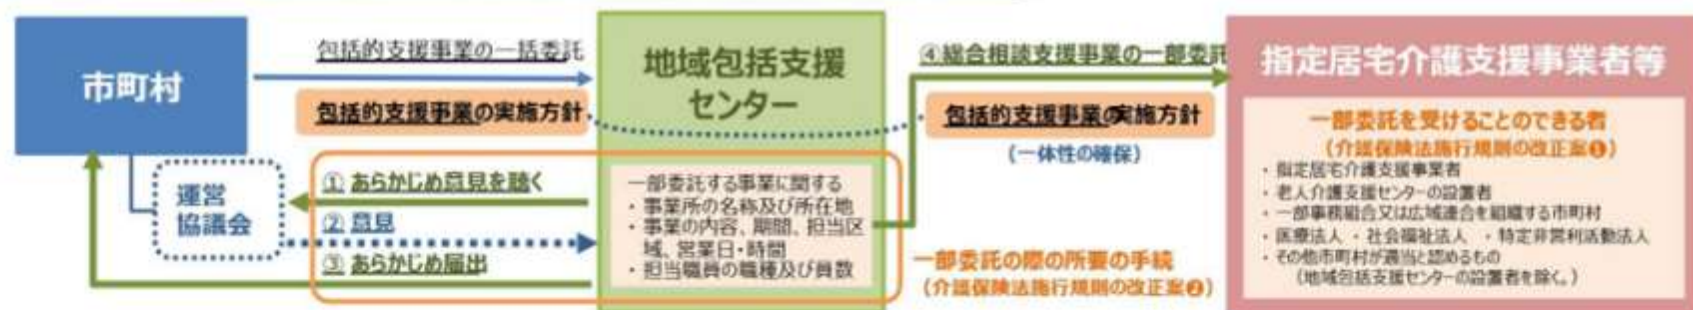 市町村
包括的支援事業の一括委託
包括的支援事業の実施方針
運営
協議会
① あらかじめ意見を聴く
② 意見
③ あらかじめ届出
地域包括支援
センター
一部委託する事業に関する
・事業所の名称及び所在地
・事業の内容、期間、担当区
域、営業日・時間
・担当職員の職種及び員数
④総合相談支援事業の一部委託
包括的支援事業の実施方針
(一体性の確保)
一部委託の際の所要の手続
(介護保険法施行規則の改正案❷)
指定居宅介護支援事業者等
一部委託を受けることのできる者
(介護保険法施行規則の改正案❶)
・指定居宅介護支援事業者
・老人介護支援センターの設置者
・一部事務組合又は広域連合を組織する市町村
・医療法人 ・社会福祉法人 ・特定非営利活動法人
・その他市町村が適当と認めるもの
(地域包括支援センターの設置者を除く。)